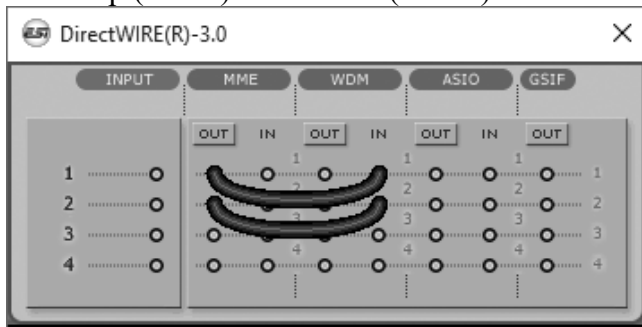 ESI DirectWIRE(R)-3.0
INPUT MME WDM ASIO GSIF
OUT IN OUT IN OUT IN OUT
1 1 1 1 1
2 2 2 2 2
3 3 3 3 3
4 4 4 4 4